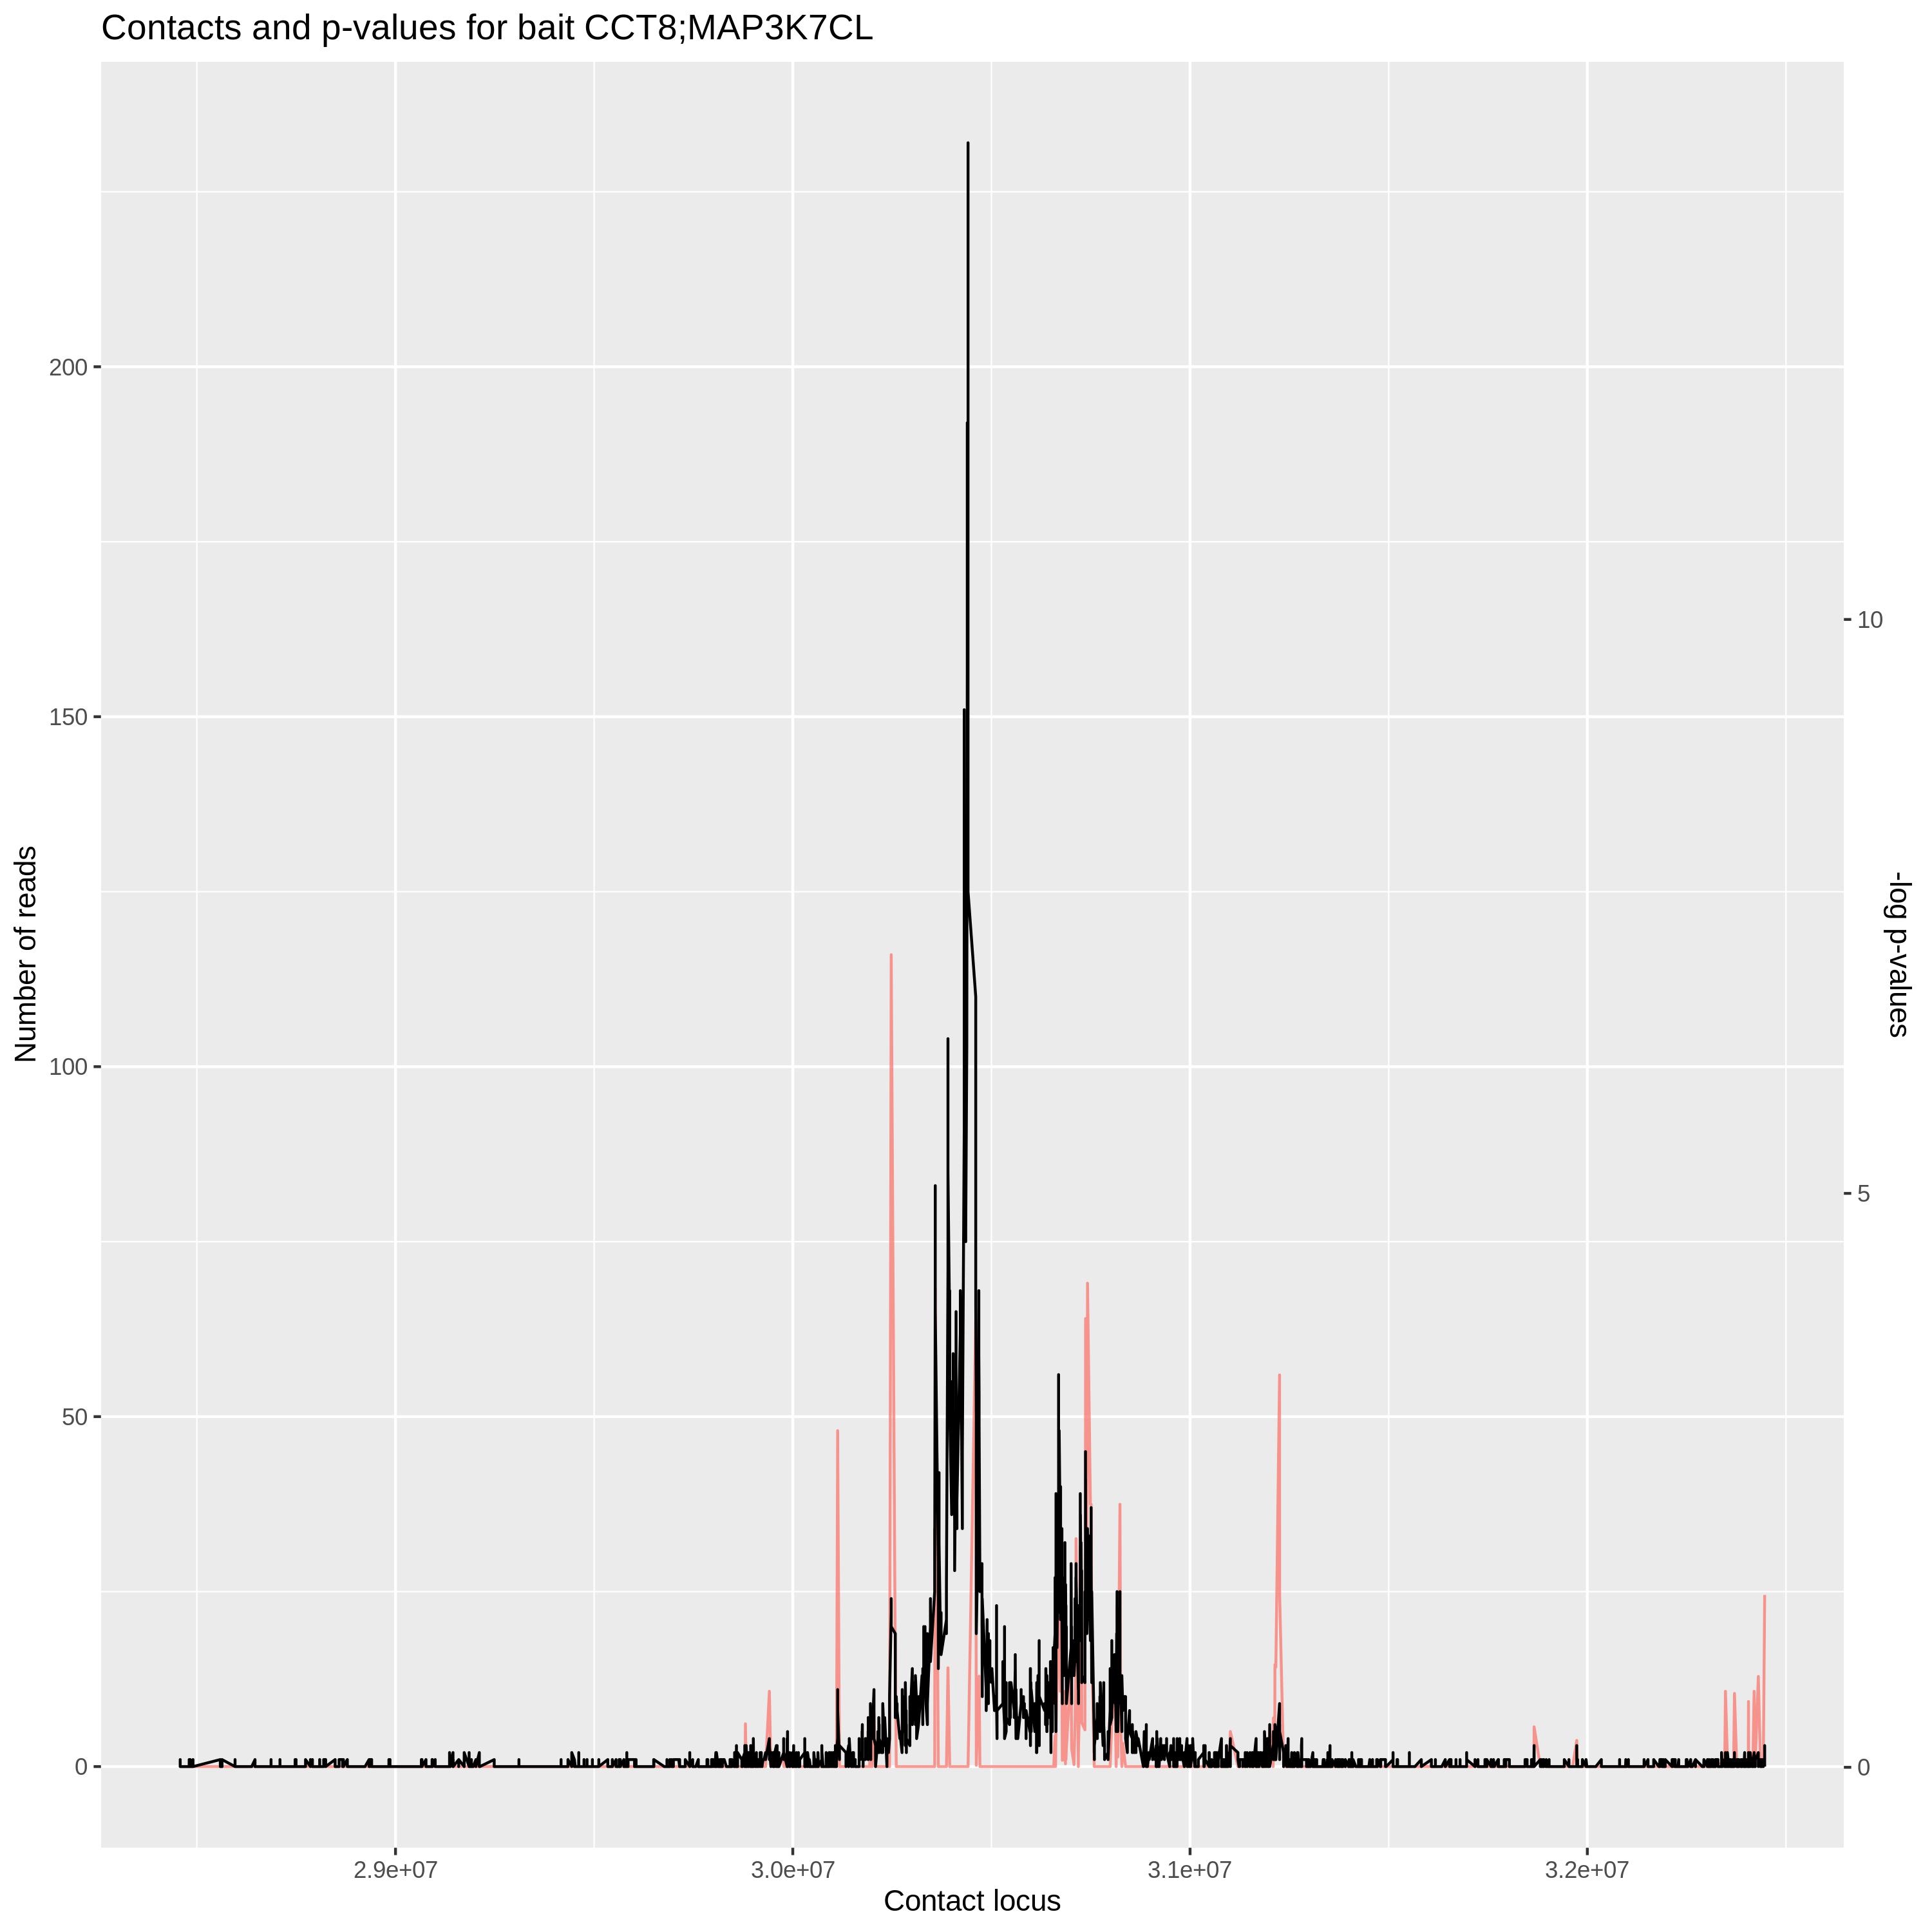 Contacts and p-values for bait CCT8;MAP3K7CL
Number of reads
200
150
100
50
0
10
5
0
-log p-values
2.9e+07 3.0e+07 3.1e+07 3.2e+07
Contact locus